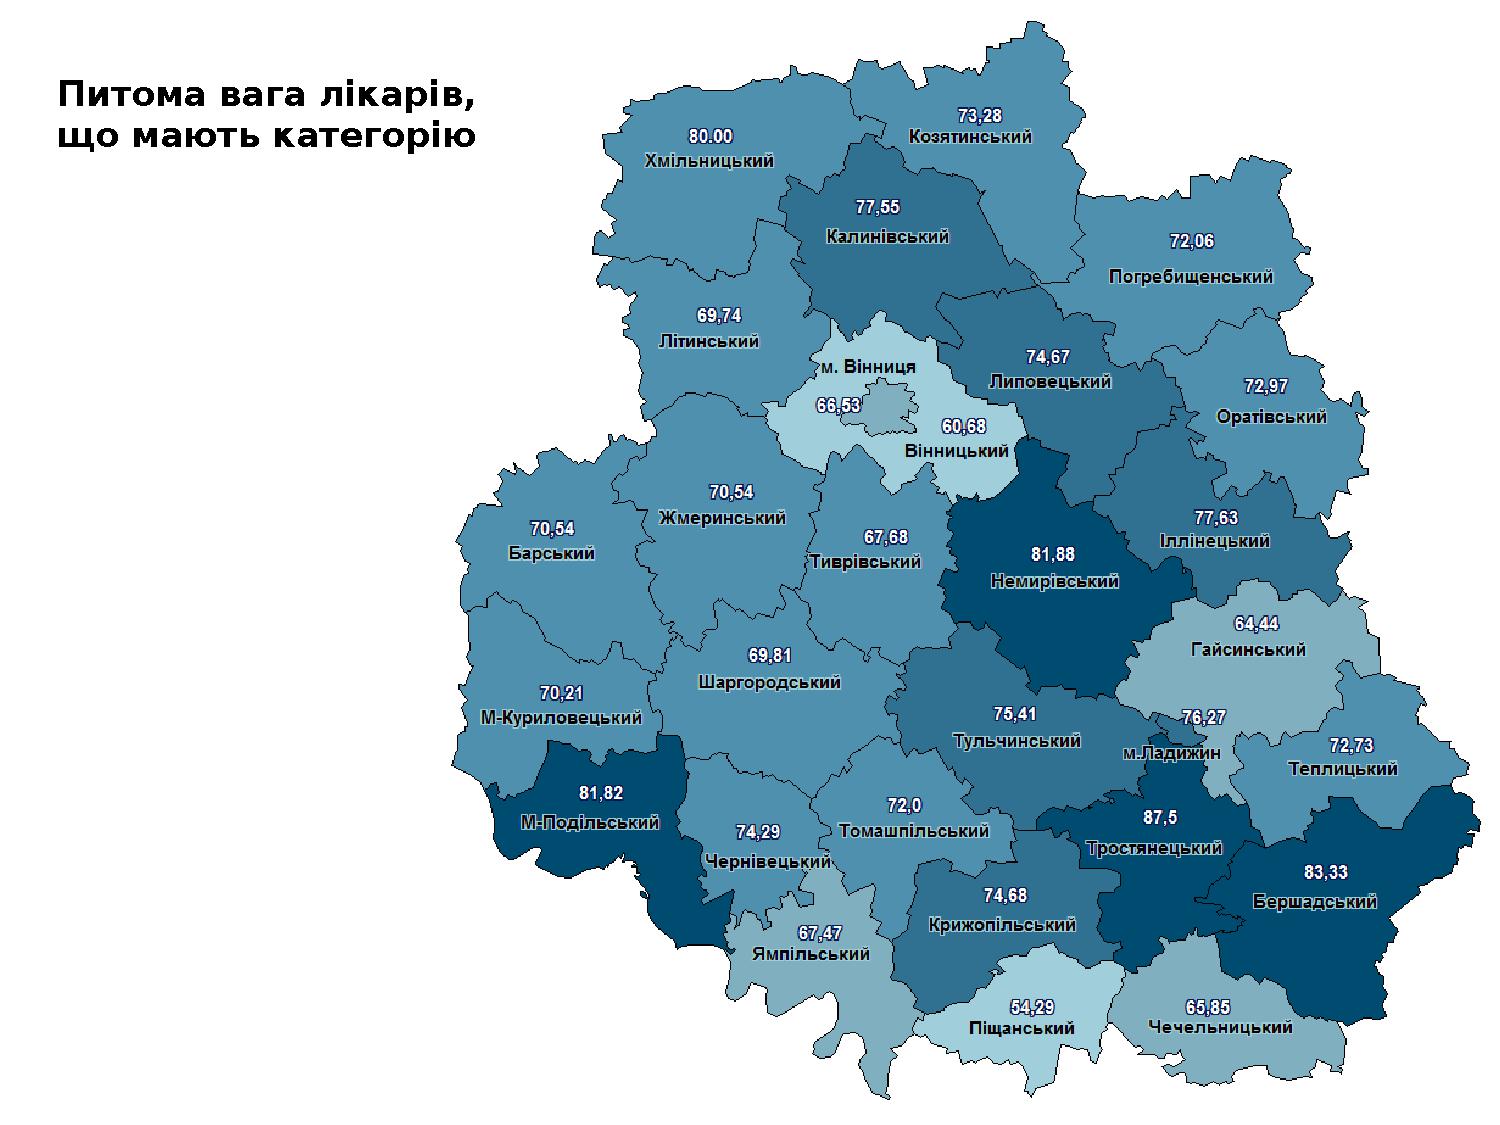 Питома вага лікарів,
що мають категорію
73,28
Козятинський
80.00
Хмільницький
77,55
Калинівський
72,06
Погребищенський
69,74
Літинський
м. Вінниця
66,53
60,68
Вінницький
74,67
Липовецький
72,97
Оратівський
70,54
Жмеринський
70,54
Барський
67,68
Тиврівський
81,88
Немирівський
77,63
Іллінецький
64,44
Гайсинський
69,81
Шаргородський
70,21
М-Куриловецький
75,41
Тульчинський
76,27
м.Ладижин
72,73
Теплицький
81,82
М-Подільський
74,29
Чернівецький
72,0
Томашпільський
87,5
Тростянецький
83,33
Бершадський
74,68
Крижопільський
67,47
Ямпільський
54,29
Піщанський
65,85
Чечельницький